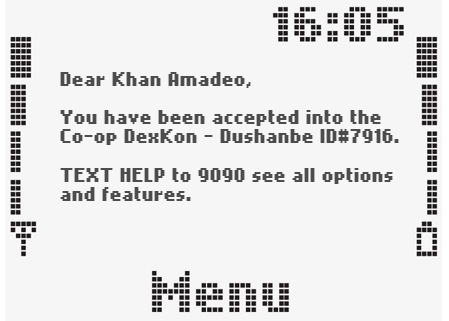 16:05
Dear Khan Amadeo,
You have been accepted into the
Co-op DexKon - Dushanbe ID#7916.
TEXT HELP to 9090 see all options
and features.
Menu